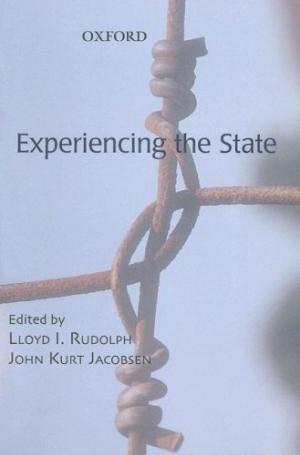 OXFORD
Experiencing the State
Edited by
LLOYD I. RUDOLPH
JOHN KURT JACOBSEN